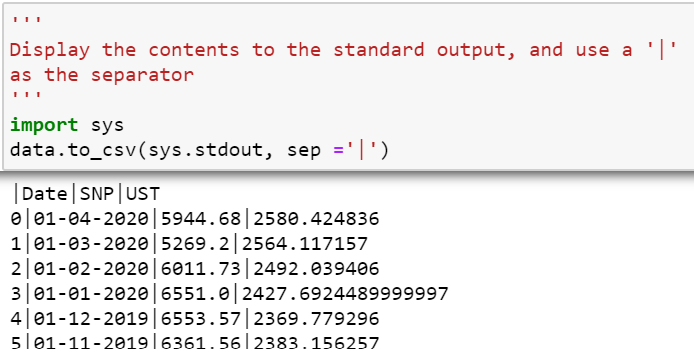 '''
Display the contents to the standard output, and use a '|'
as the separator
'''
import sys
data.to_csv(sys.stdout, sep ='|')
|Date|SNP|UST
0|01-04-2020|5944.68|2580.424836
1|01-03-2020|5269.2|2564.117157
2|01-02-2020|6011.73|2492.039406
3|01-01-2020|6551.0|2427.6924489999997
4|01-12-2019|6553.57|2369.779296
5|01-11-2019|6361.56|2383.156257